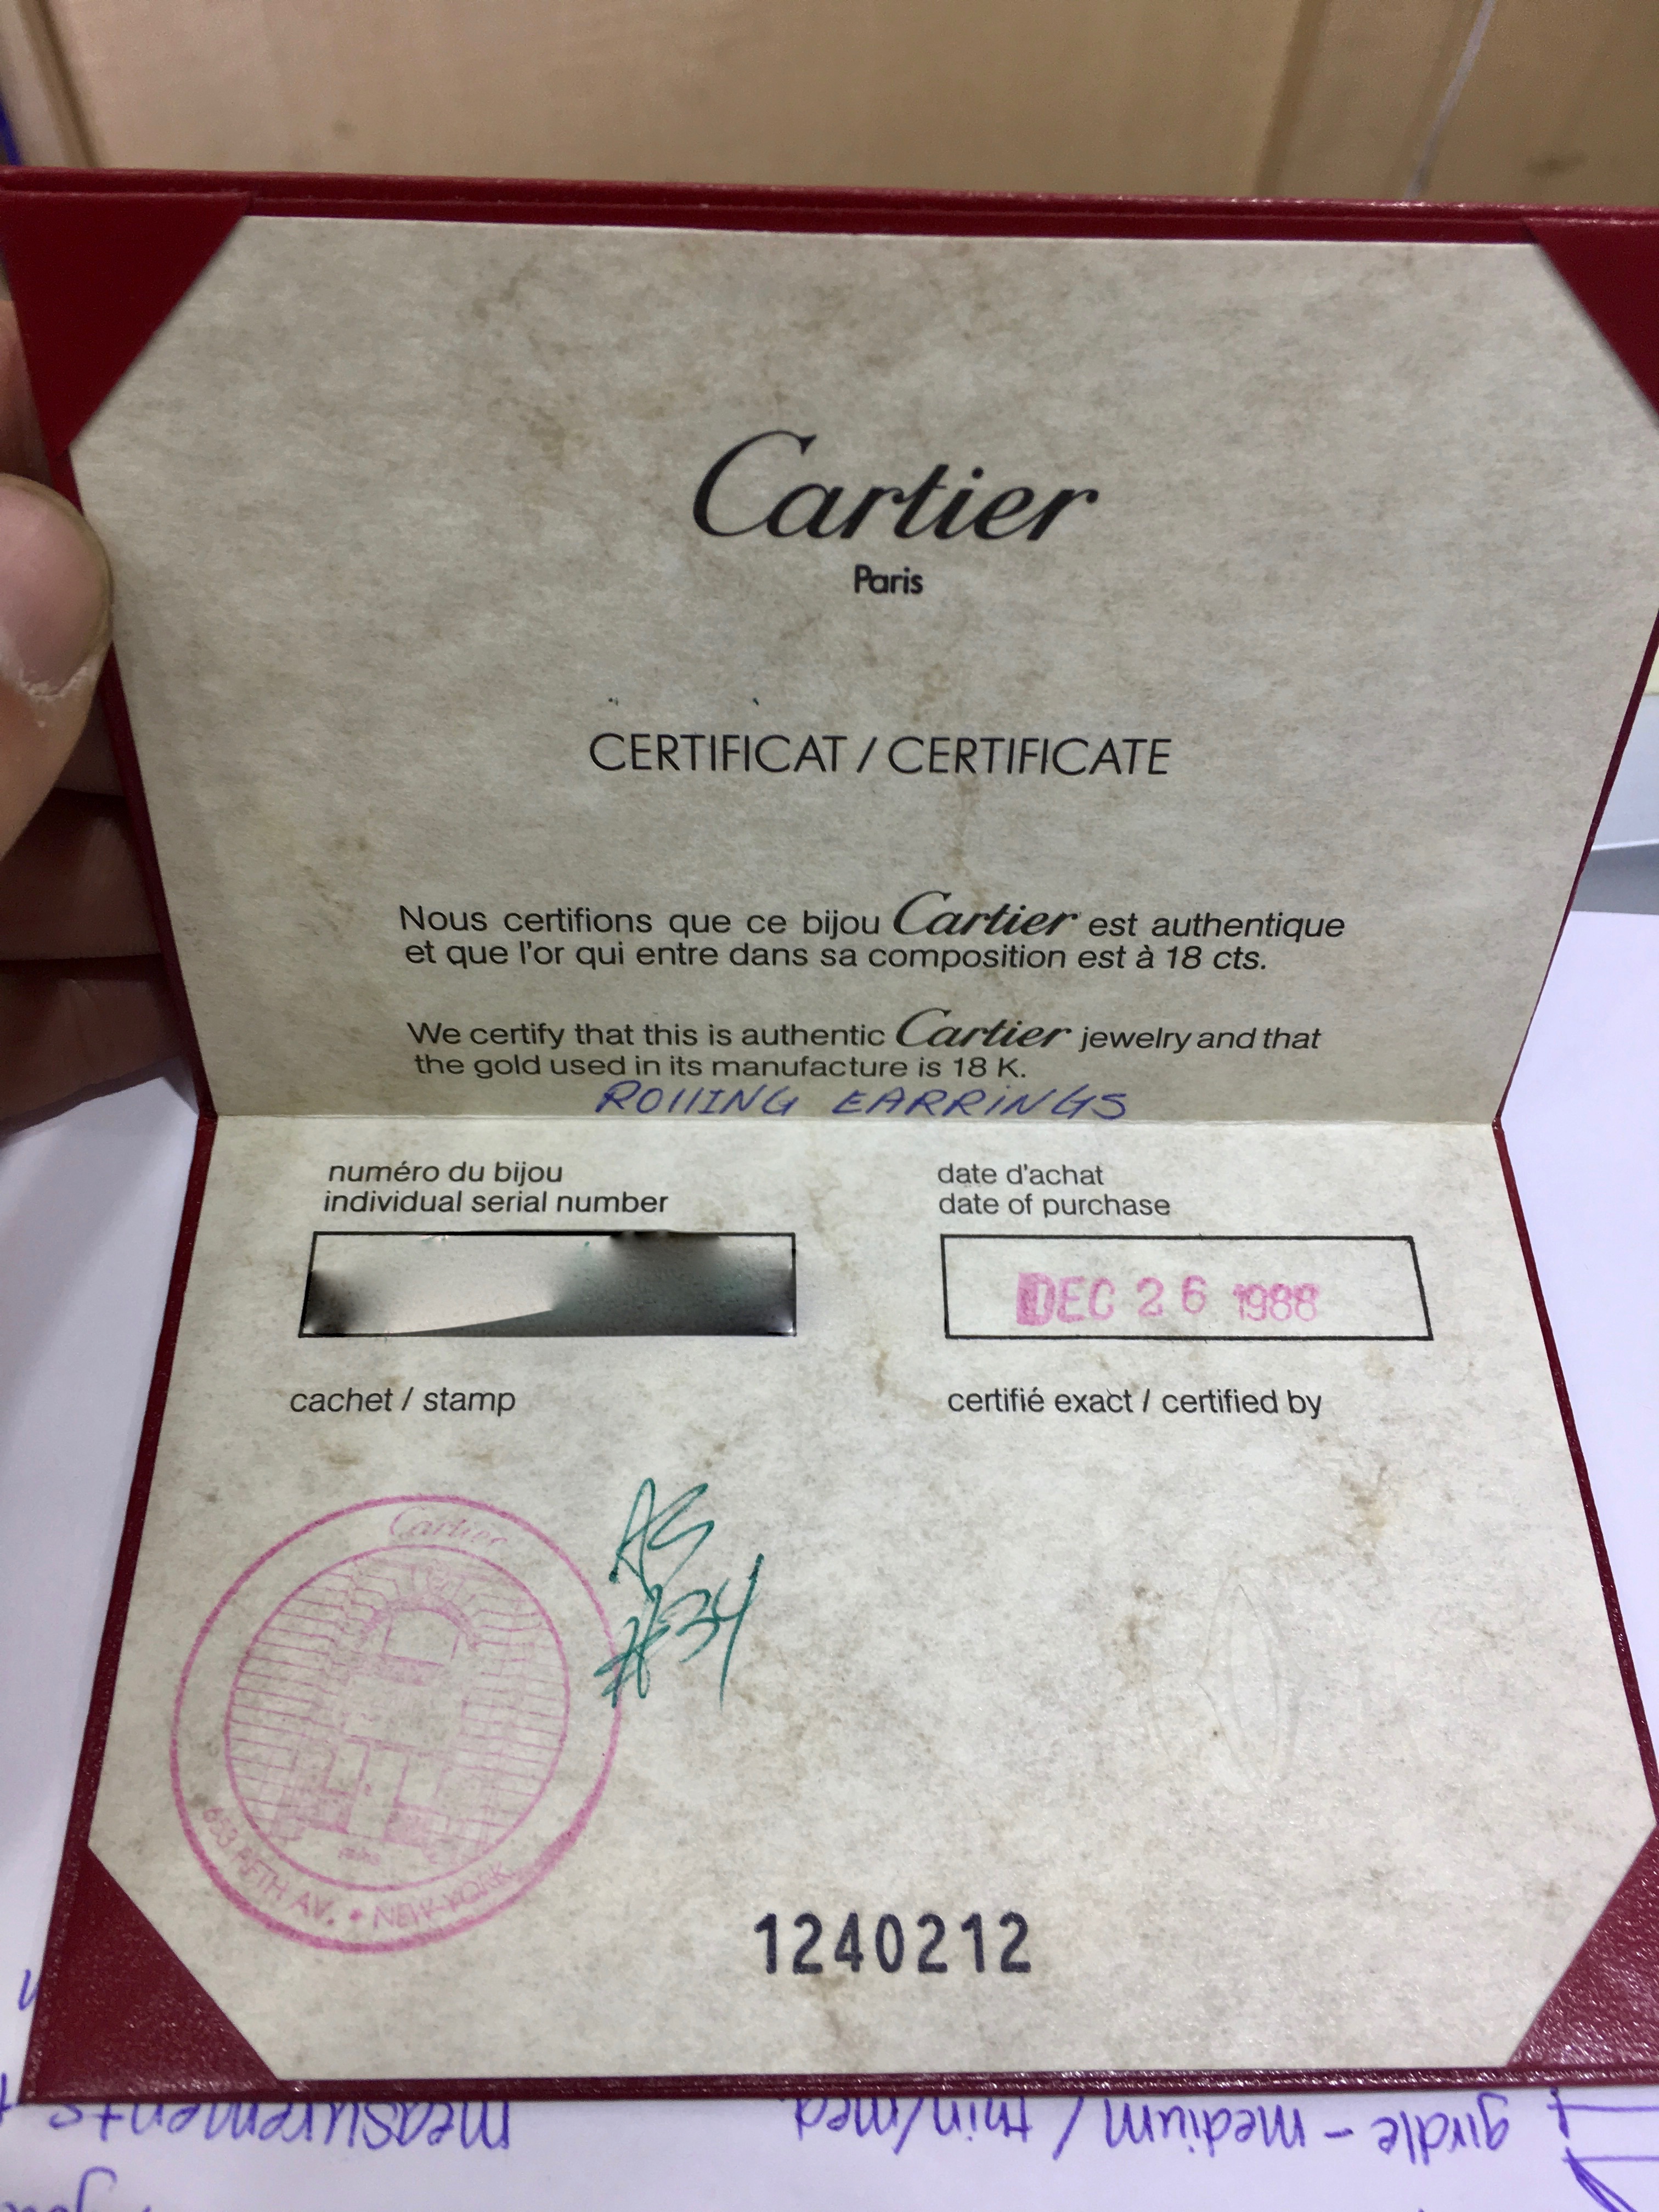 Cartier
Paris
CERTIFICAT / CERTIFICATE
Nous certifions que ce bijou Cartier est authentique
et que l'or qui entre dans sa composition est à 18 cts.
We certify that this is authentic Cartier jewelry and that
the gold used in its manufacture is 18 K.
ROllING EARRiNGS
numéro du bijou
individual serial number
date d'achat
date of purchase
DEC 26 1988
cachet / stamp
certifié exact / certified by
AS
#34
Cartier
653 FIFTH AV. • NEW-YORK
1240212
measurements
girdle - medium / thin/med.